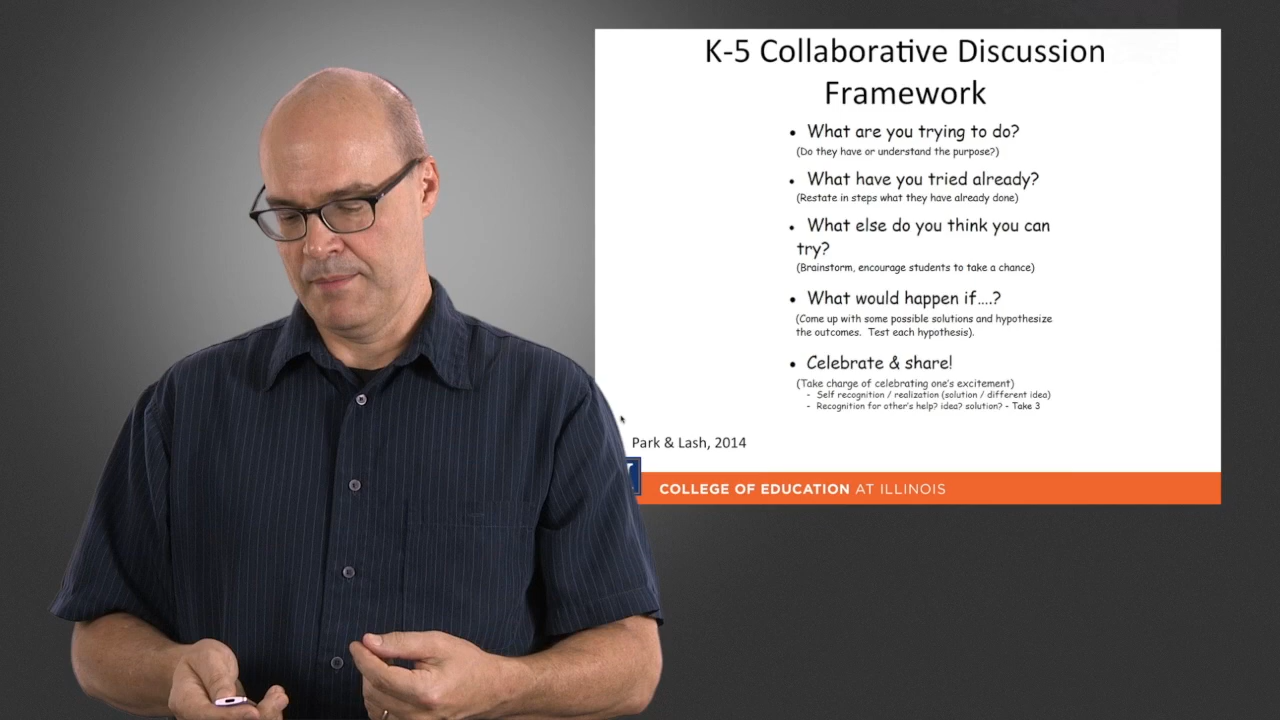 K-5 Collaborative Discussion
Framework
• What are you trying to do?
(Do they have or understand the purpose?)
• What have you tried already?
(Restate in steps what they have already done)
• What else do you think you can
try?
(Brainstorm, encourage students to take a chance)
• What would happen if....?
(Come up with some possible solutions and hypothesize
the outcomes. Test each hypothesis).
• Celebrate & share!
(Take charge of celebrating one's excitement)
- Self recognition / realization (solution / different idea)
- Recognition for other's help? idea? solution? - Take 3
Park & Lash, 2014
COLLEGE OF EDUCATION AT ILLINOIS